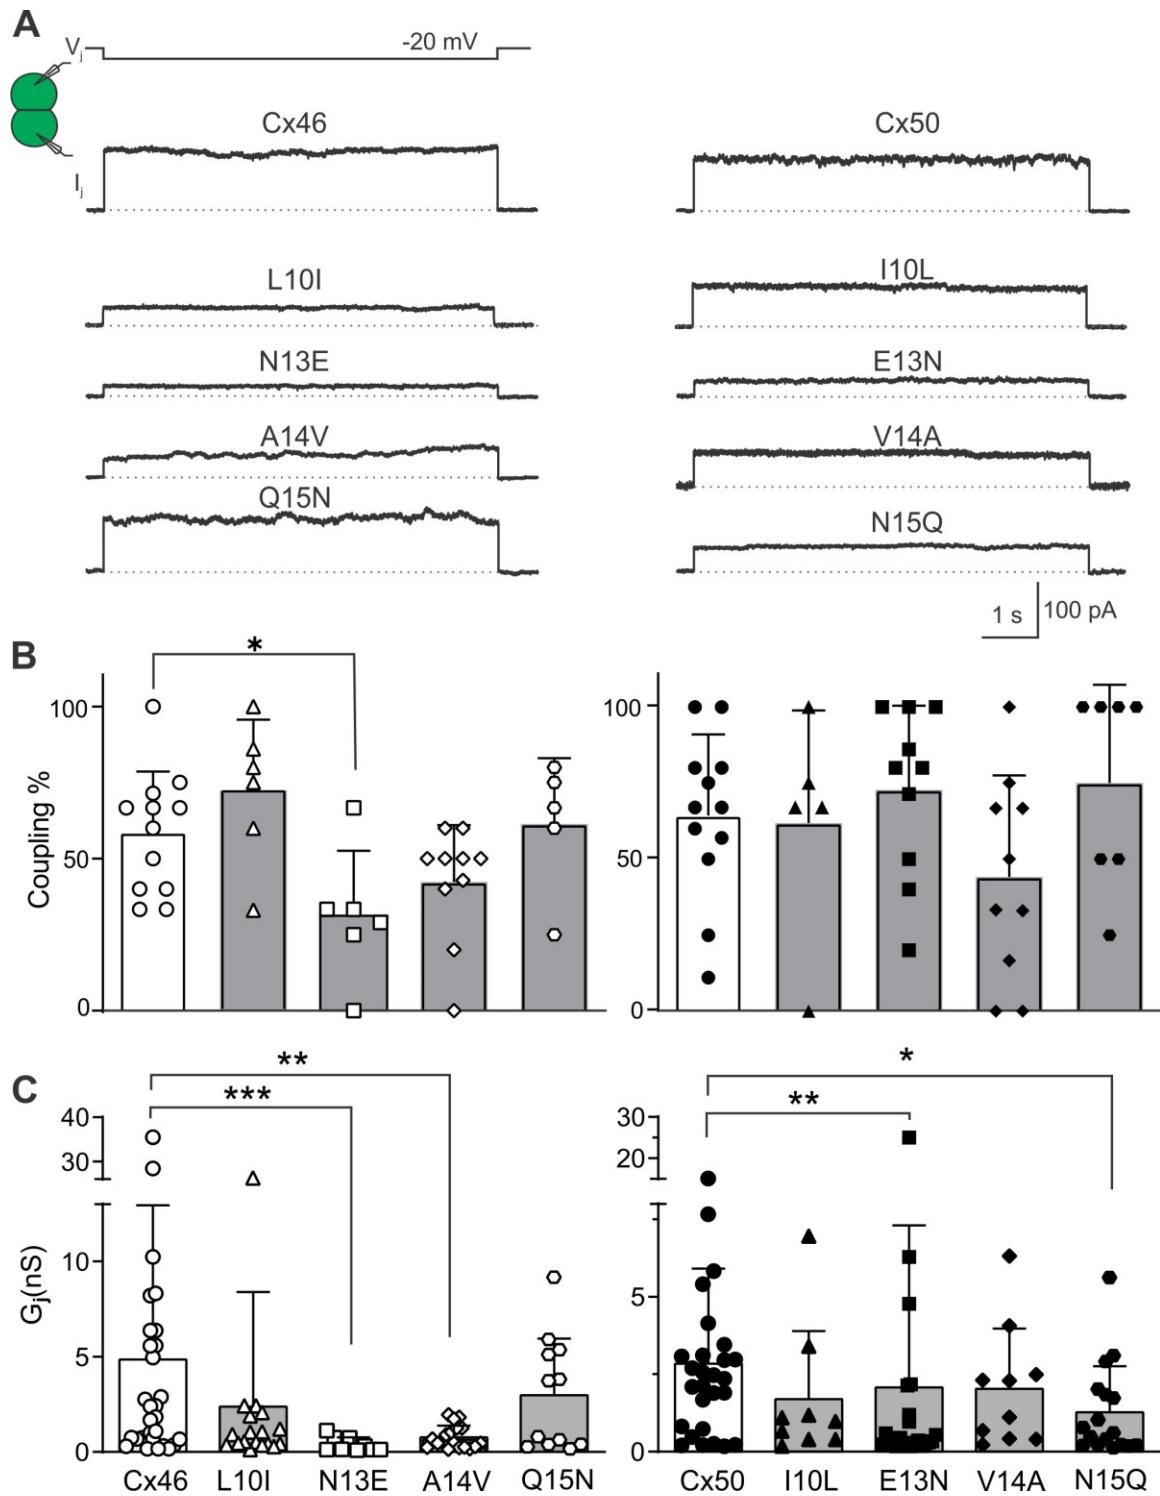 A
Vj
-20 mV
Ij
Cx46
Cx50
L10I
I10L
N13E
E13N
A14V
V14A
Q15N
N15Q
1 s
100 pA
B
*
Coupling %
100
50
0
100
50
0
C
**
***
*
**
Gj(nS)
40
30
10
5
0
30
20
5
0
Cx46 L10I N13E A14V Q15N
Cx50 I10L E13N V14A N15Q